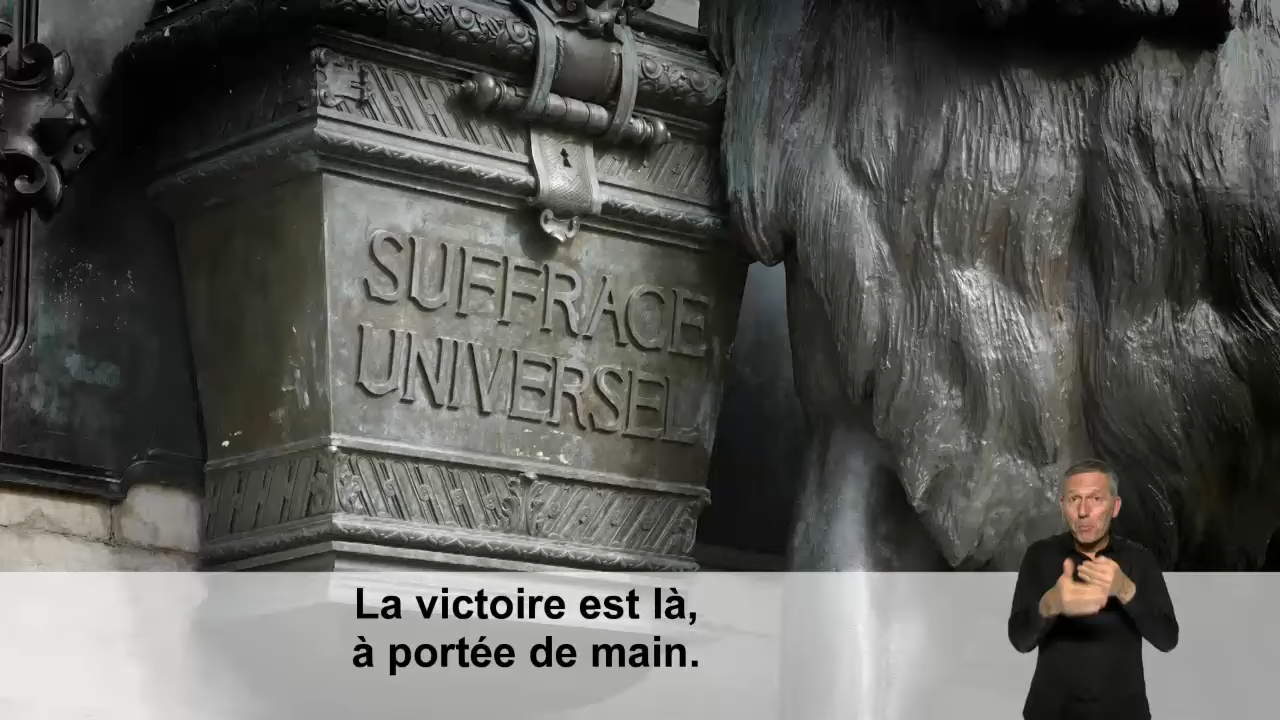 SUFFRAGE
UNIVERSEL
La victoire est là,
à portée de main.